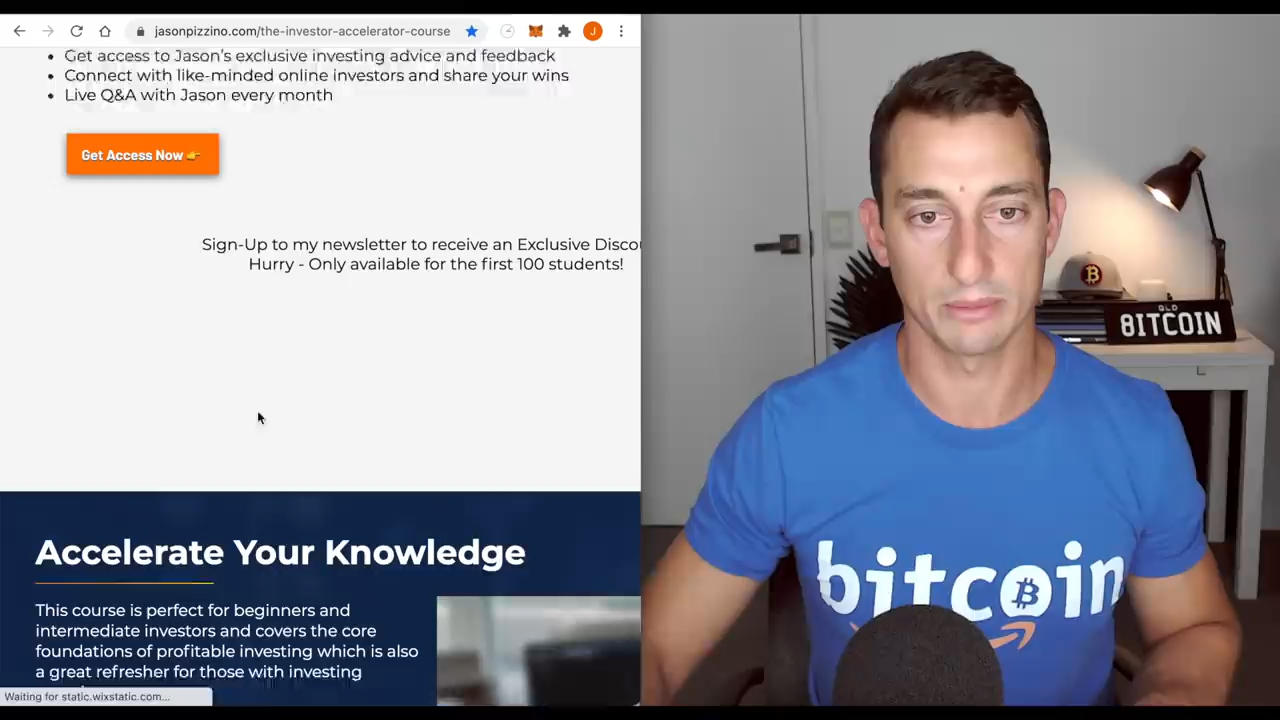 jasonpizzino.com/the-investor-accelerator-course
J
Get access to Jason's exclusive investing advice and feedback
Connect with like-minded online investors and share your wins
Live Q&A with Jason every month
Get Access Now 👉
Sign-Up to my newsletter to receive an Exclusive Disco
Hurry - Only available for the first 100 students!
Accelerate Your Knowledge
This course is perfect for beginners and
intermediate investors and covers the core
foundations of profitable investing which is also
a great refresher for those with investing
Waiting for static.wixstatic.com...
QLD
8ITCOIN
bitcoin